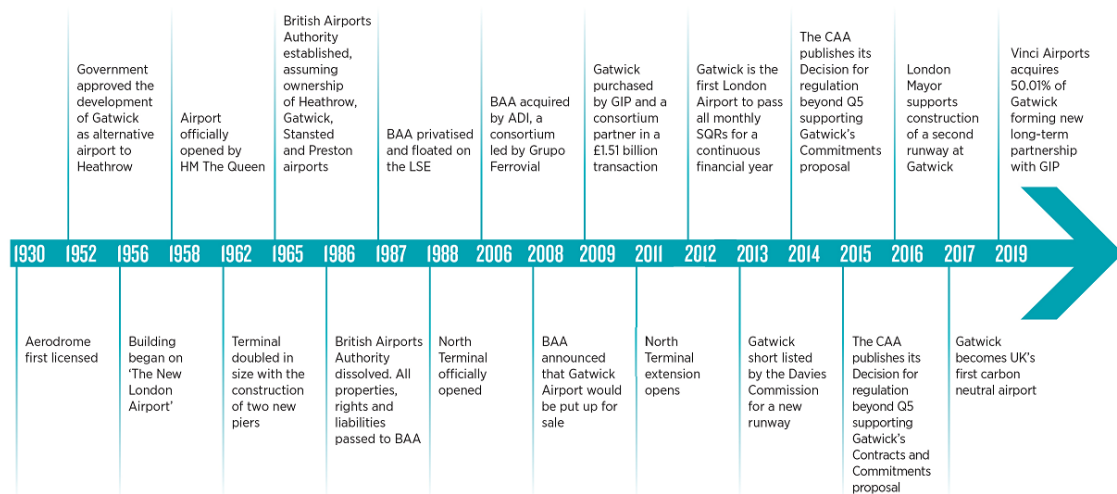 Government
approved the
development
of Gatwick
as alternative
airport to
Heathrow
Airport
officially
opened by
HM The Queen
British Airports
Authority
established,
assuming
ownership
of Heathrow,
Gatwick,
Stansted
and Preston
airports
BAA privatised
and floated on
the LSE
BAA acquired
by ADI, a
consortium
led by Grupo
Ferrovial
Gatwick
purchased
by GIP and a
consortium
partner in a
£1.51 billion
transaction
Gatwick is the
first London
Airport to pass
all monthly
SQRs for a
continuous
financial year
The CAA
publishes its
Decision for
regulation
beyond Q5
supporting
Gatwick's
Commitments
proposal
London
Mayor
supports
construction
of a second
runway at
Gatwick
Vinci Airports
acquires
50.01% of
Gatwick
forming new
long-term
partnership
with GIP
1930 1952 1956 1958 1962 1965 1986 1987 1988 2006 2008 2009 2011 2012 2013 2014 2015 2016 2017 2019
Aerodrome
first licensed
Building
began on
‘The New
London
Airport’
Terminal
doubled in
size with the
construction
of two new
piers
British Airports
Authority
dissolved. All
properties,
rights and
liabilities
passed to BAA
North
Terminal
officially
opened
BAA
announced
that Gatwick
Airport would
be put up for
sale
North
Terminal
extension
opens
Gatwick
short listed
by the Davies
Commission
for a new
runway
The CAA
publishes its
Decision for
regulation
beyond Q5
supporting
Gatwick's
Contracts and
Commitments
proposal
Gatwick
becomes UK's
first carbon
neutral airport